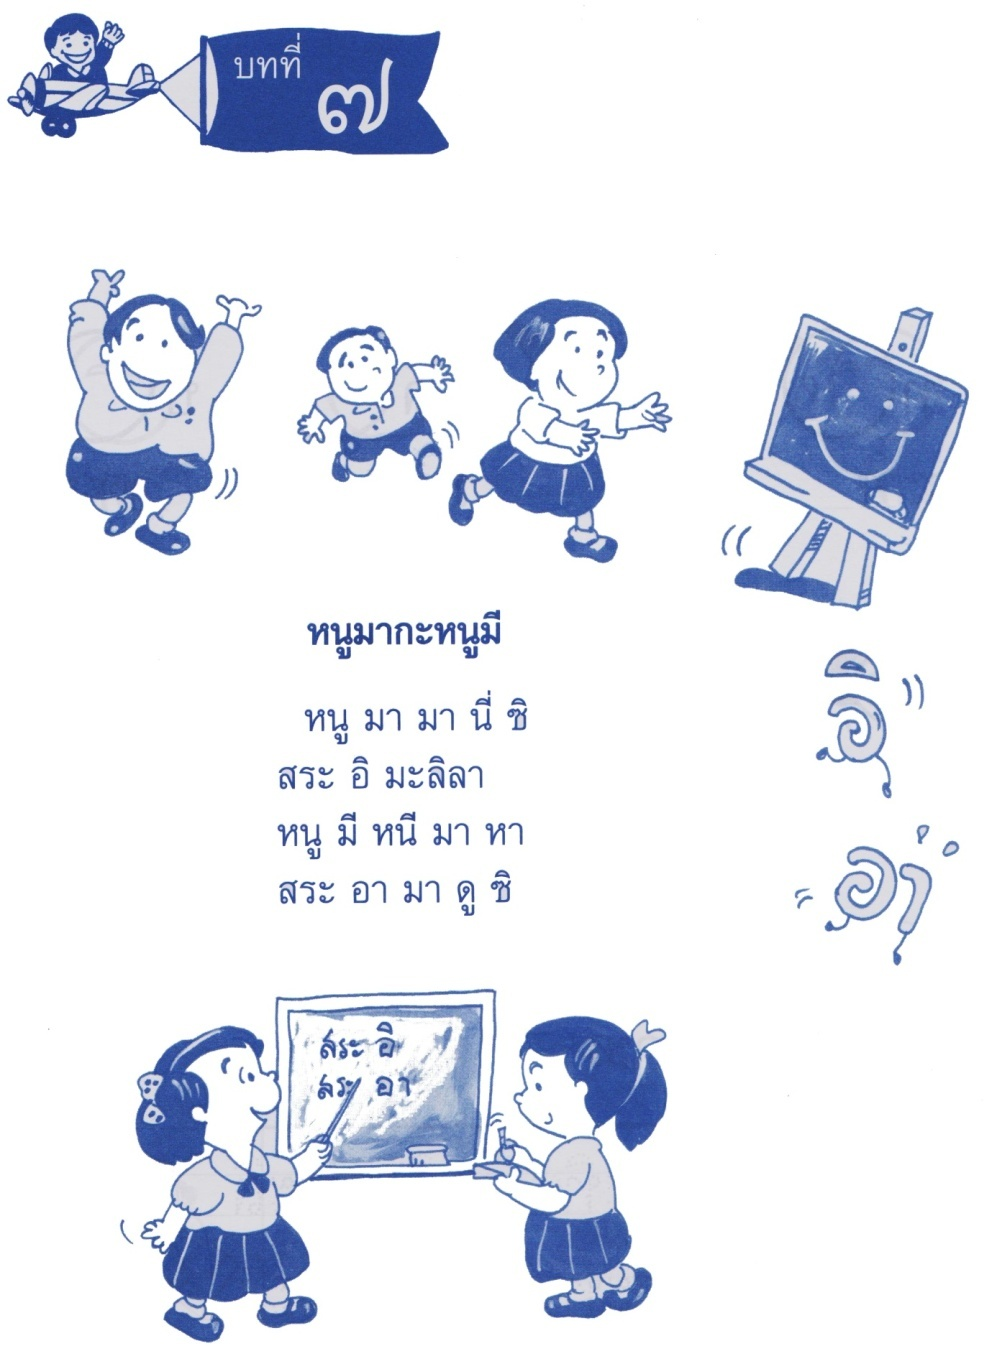 บทที่
๗
หนูมากะหนูมี
หนู มา มา นี่ ซิ
สระ อิ มะลิลา
หนู มี หนี มา หา
สระ อา มา ดู ซิ
อิ
อา
สระ อิ
สระ อา